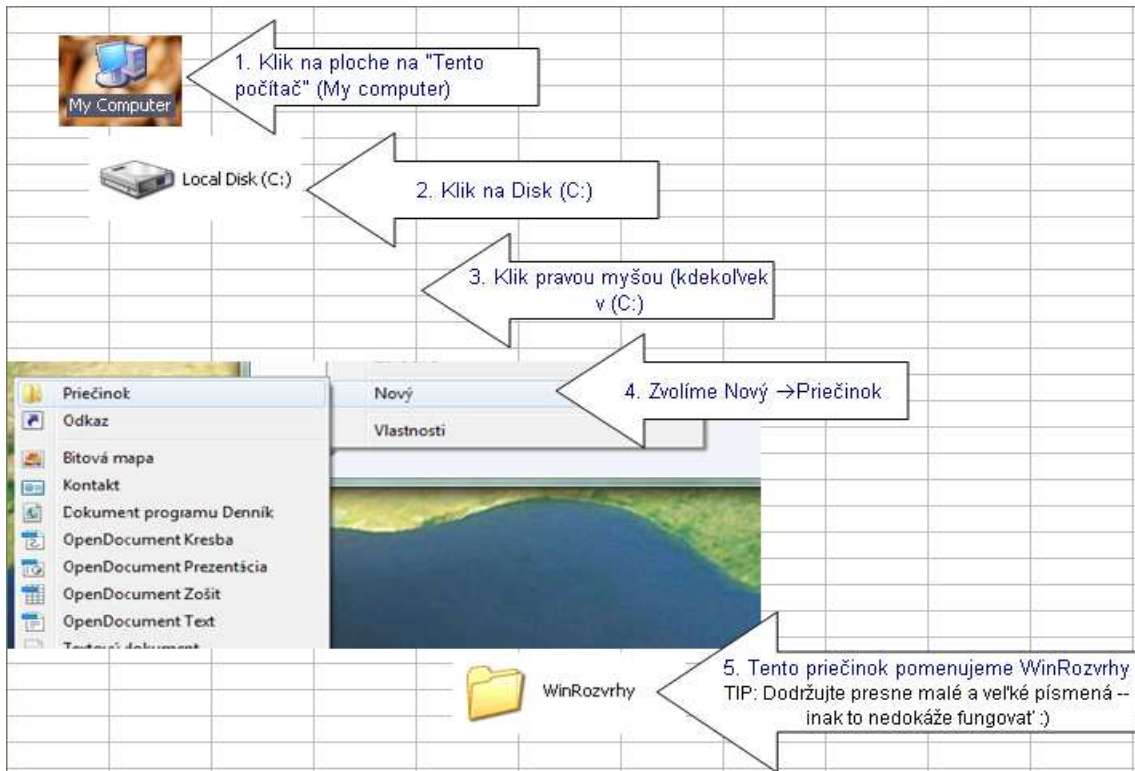 My Computer
1. Klik na ploche na "Tento
počítač" (My computer)
Local Disk (C:)
2. Klik na Disk (C:)
3. Klik pravou myšou (kdekoľvek
v (C:)
4. Zvolíme Nový →Priečinok
Priečinok
Odkaz
Bitová mapa
Kontakt
Dokument programu Denník
OpenDocument Kresba
OpenDocument Prezentácia
OpenDocument Zošit
OpenDocument Text
Textový dokument
Nový
Vlastnosti
WinRozvrhy
5. Tento priečinok pomenujeme WinRozvrhy
TIP: Dodržujte presne malé a veľké písmená --
inak to nedokáže fungovať :)